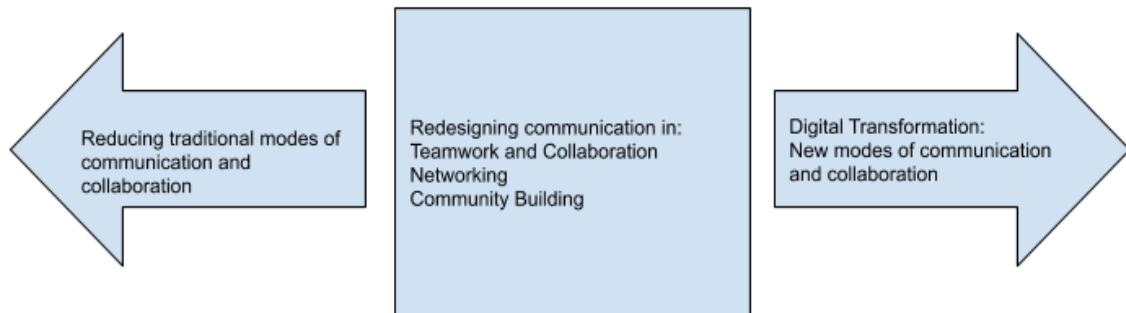 Reducing traditional modes of
communication and
collaboration
Redesigning communication in:
Teamwork and Collaboration
Networking
Community Building
Digital Transformation:
New modes of communication
and collaboration